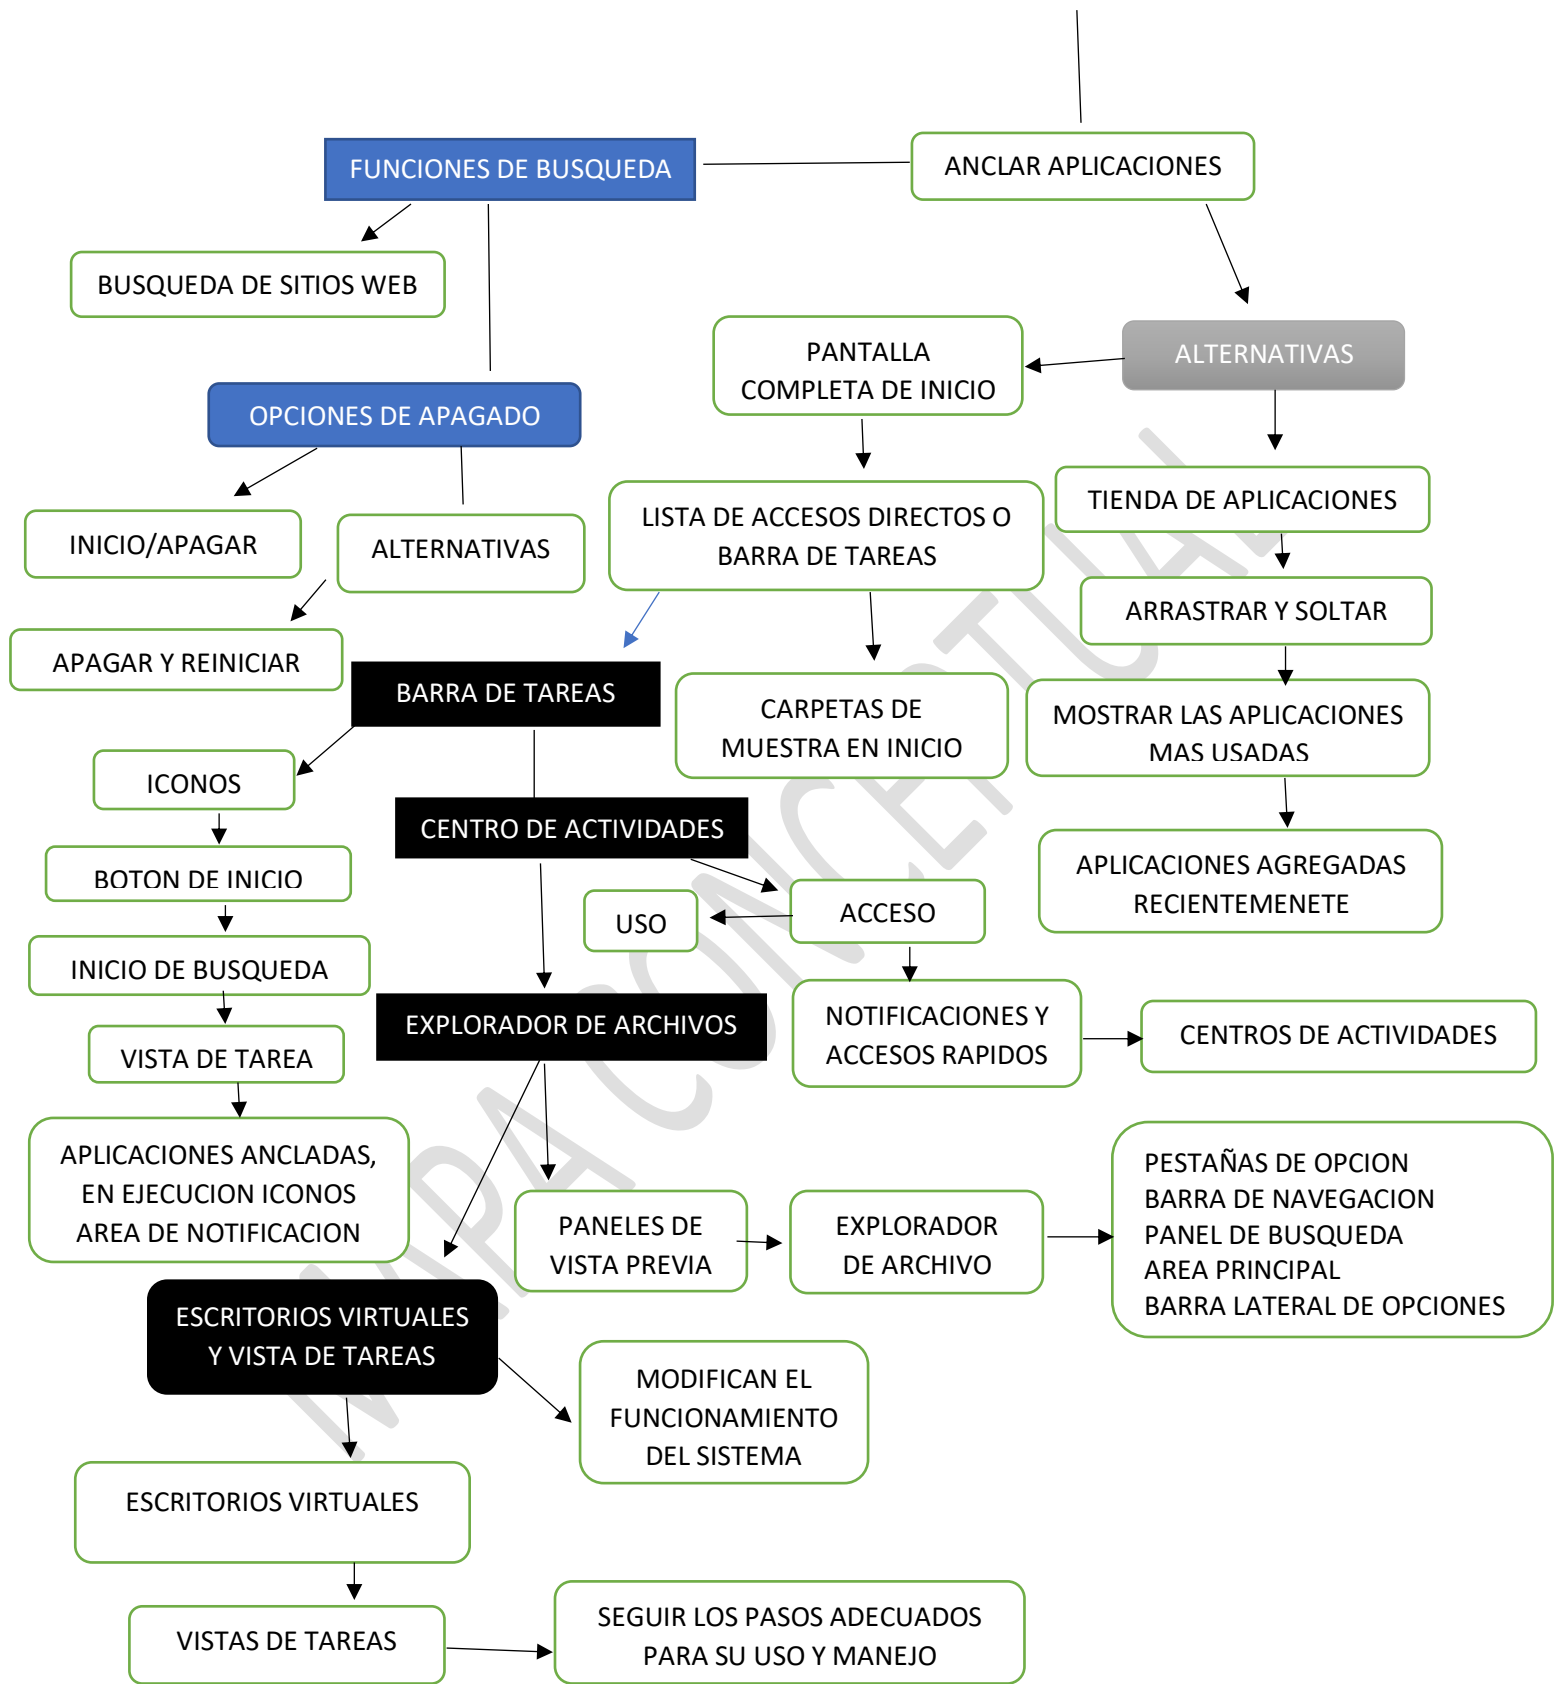 FUNCIONES DE BUSQUEDA
ANCLAR APLICACIONES
BUSQUEDA DE SITIOS WEB
PANTALLA
COMPLETA DE INICIO
ALTERNATIVAS
OPCIONES DE APAGADO
TIENDA DE APLICACIONES
LISTA DE ACCESOS DIRECTOS O
BARRA DE TAREAS
INICIO/APAGAR
ALTERNATIVAS
ARRASTRAR Y SOLTAR
APAGAR Y REINICIAR
BARRA DE TAREAS
CARPETAS DE
MUESTRA EN INICIO
MOSTRAR LAS APLICACIONES
MAS USADAS
ICONOS
CENTRO DE ACTIVIDADES
BOTON DE INICIO
APLICACIONES AGREGADAS
RECIENTEMENETE
USO
ACCESO
INICIO DE BUSQUEDA
EXPLORADOR DE ARCHIVOS
NOTIFICACIONES Y
ACCESOS RAPIDOS
CENTROS DE ACTIVIDADES
VISTA DE TAREA
APLICACIONES ANCLADAS,
EN EJECUCION ICONOS
AREA DE NOTIFICACION
PANELES DE
VISTA PREVIA
EXPLORADOR
DE ARCHIVO
PESTAÑAS DE OPCION
BARRA DE NAVEGACION
PANEL DE BUSQUEDA
AREA PRINCIPAL
BARRA LATERAL DE OPCIONES
ESCRITORIOS VIRTUALES
Y VISTA DE TAREAS
MODIFICAN EL
FUNCIONAMIENTO
DEL SISTEMA
ESCRITORIOS VIRTUALES
VISTAS DE TAREAS
SEGUIR LOS PASOS ADECUADOS
PARA SU USO Y MANEJO
MAPA CONCEPTUAL